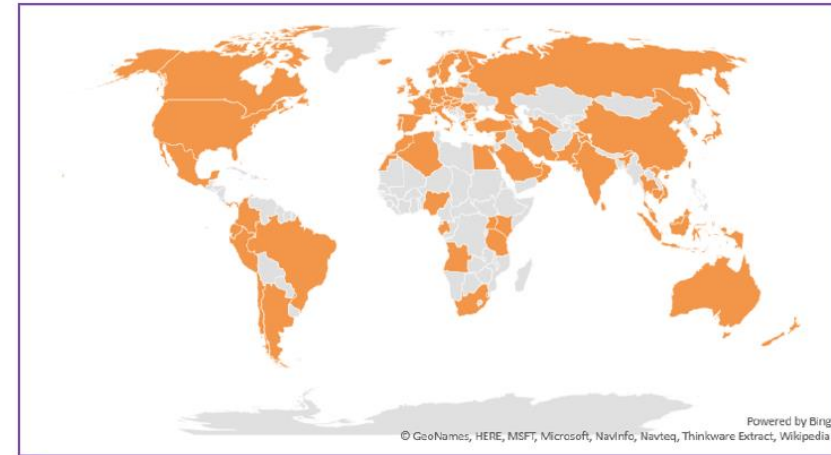 Powered by Bing
© GeoNames, HERE, MSFT, Microsoft, NavInfo, Navteq, Thinkware Extract, Wikipedia